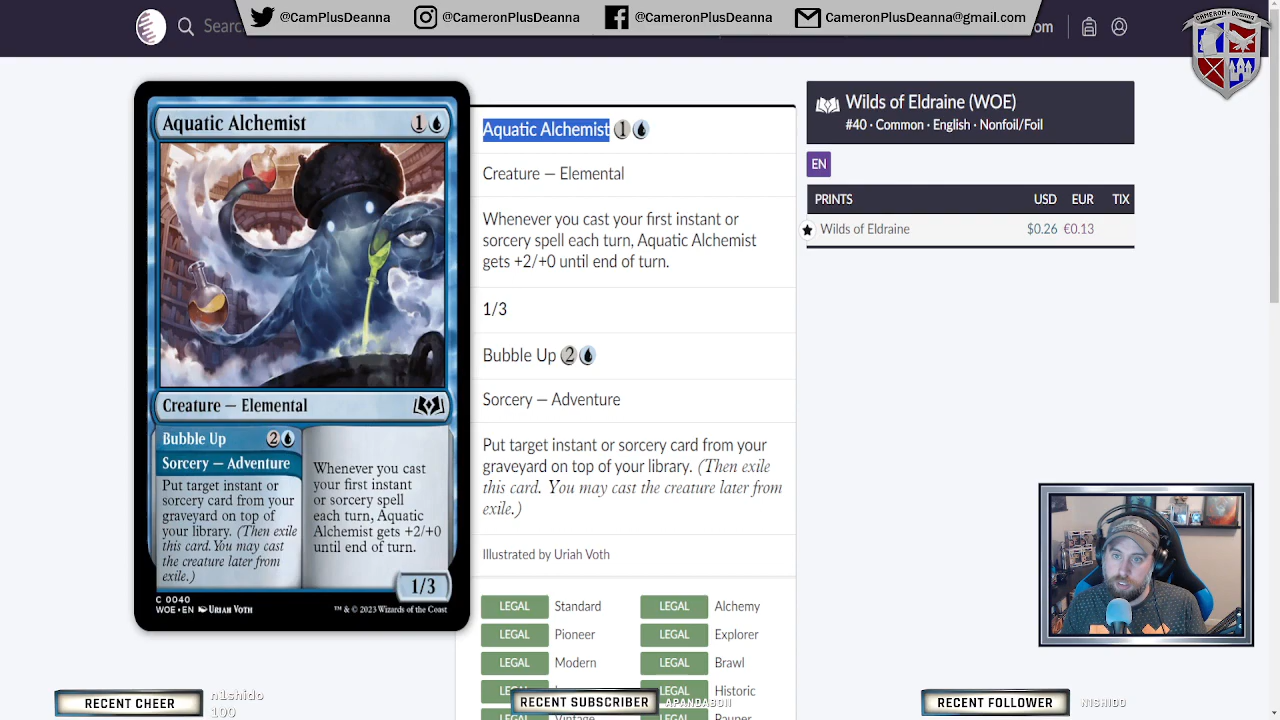 @CamPlusDeanna @CameronPlusDeanna @CameronPlusDeanna CameronPlusDeanna@gmail.com
Searc om
CAMERON + Deanna
Aquatic Alchemist 1
Creature — Elemental
Bubble Up 2
Sorcery — Adventure
Put target instant or
sorcery card from your
graveyard on top of
your library. (Then exile
this card. You may cast
the creature later from
exile.)
Whenever you cast
your first instant
or sorcery spell
each turn, Aquatic
Alchemist gets +2/+0
until end of turn.
1/3
C 0040
WOE • EN Uriah Voth
™ & © 2023 Wizards of the Coast
Aquatic Alchemist 1
Creature — Elemental
Whenever you cast your first instant or
sorcery spell each turn, Aquatic Alchemist
gets +2/+0 until end of turn.
1/3
Bubble Up 2
Sorcery — Adventure
Put target instant or sorcery card from your
graveyard on top of your library. (Then exile
this card. You may cast the creature later from
exile.)
Illustrated by Uriah Voth
LEGAL Standard LEGAL Alchemy
LEGAL Pioneer LEGAL Explorer
LEGAL Modern LEGAL Brawl
LEGAL Historic
Wilds of Eldraine (WOE)
#40 · Common · English · Nonfoil/Foil
EN
PRINTS USD EUR TIX
Wilds of Eldraine $0.26 €0.13
RECENT CHEER n1shido
100
RECENT SUBSCRIBER
RECENT FOLLOWER N1SHIDO